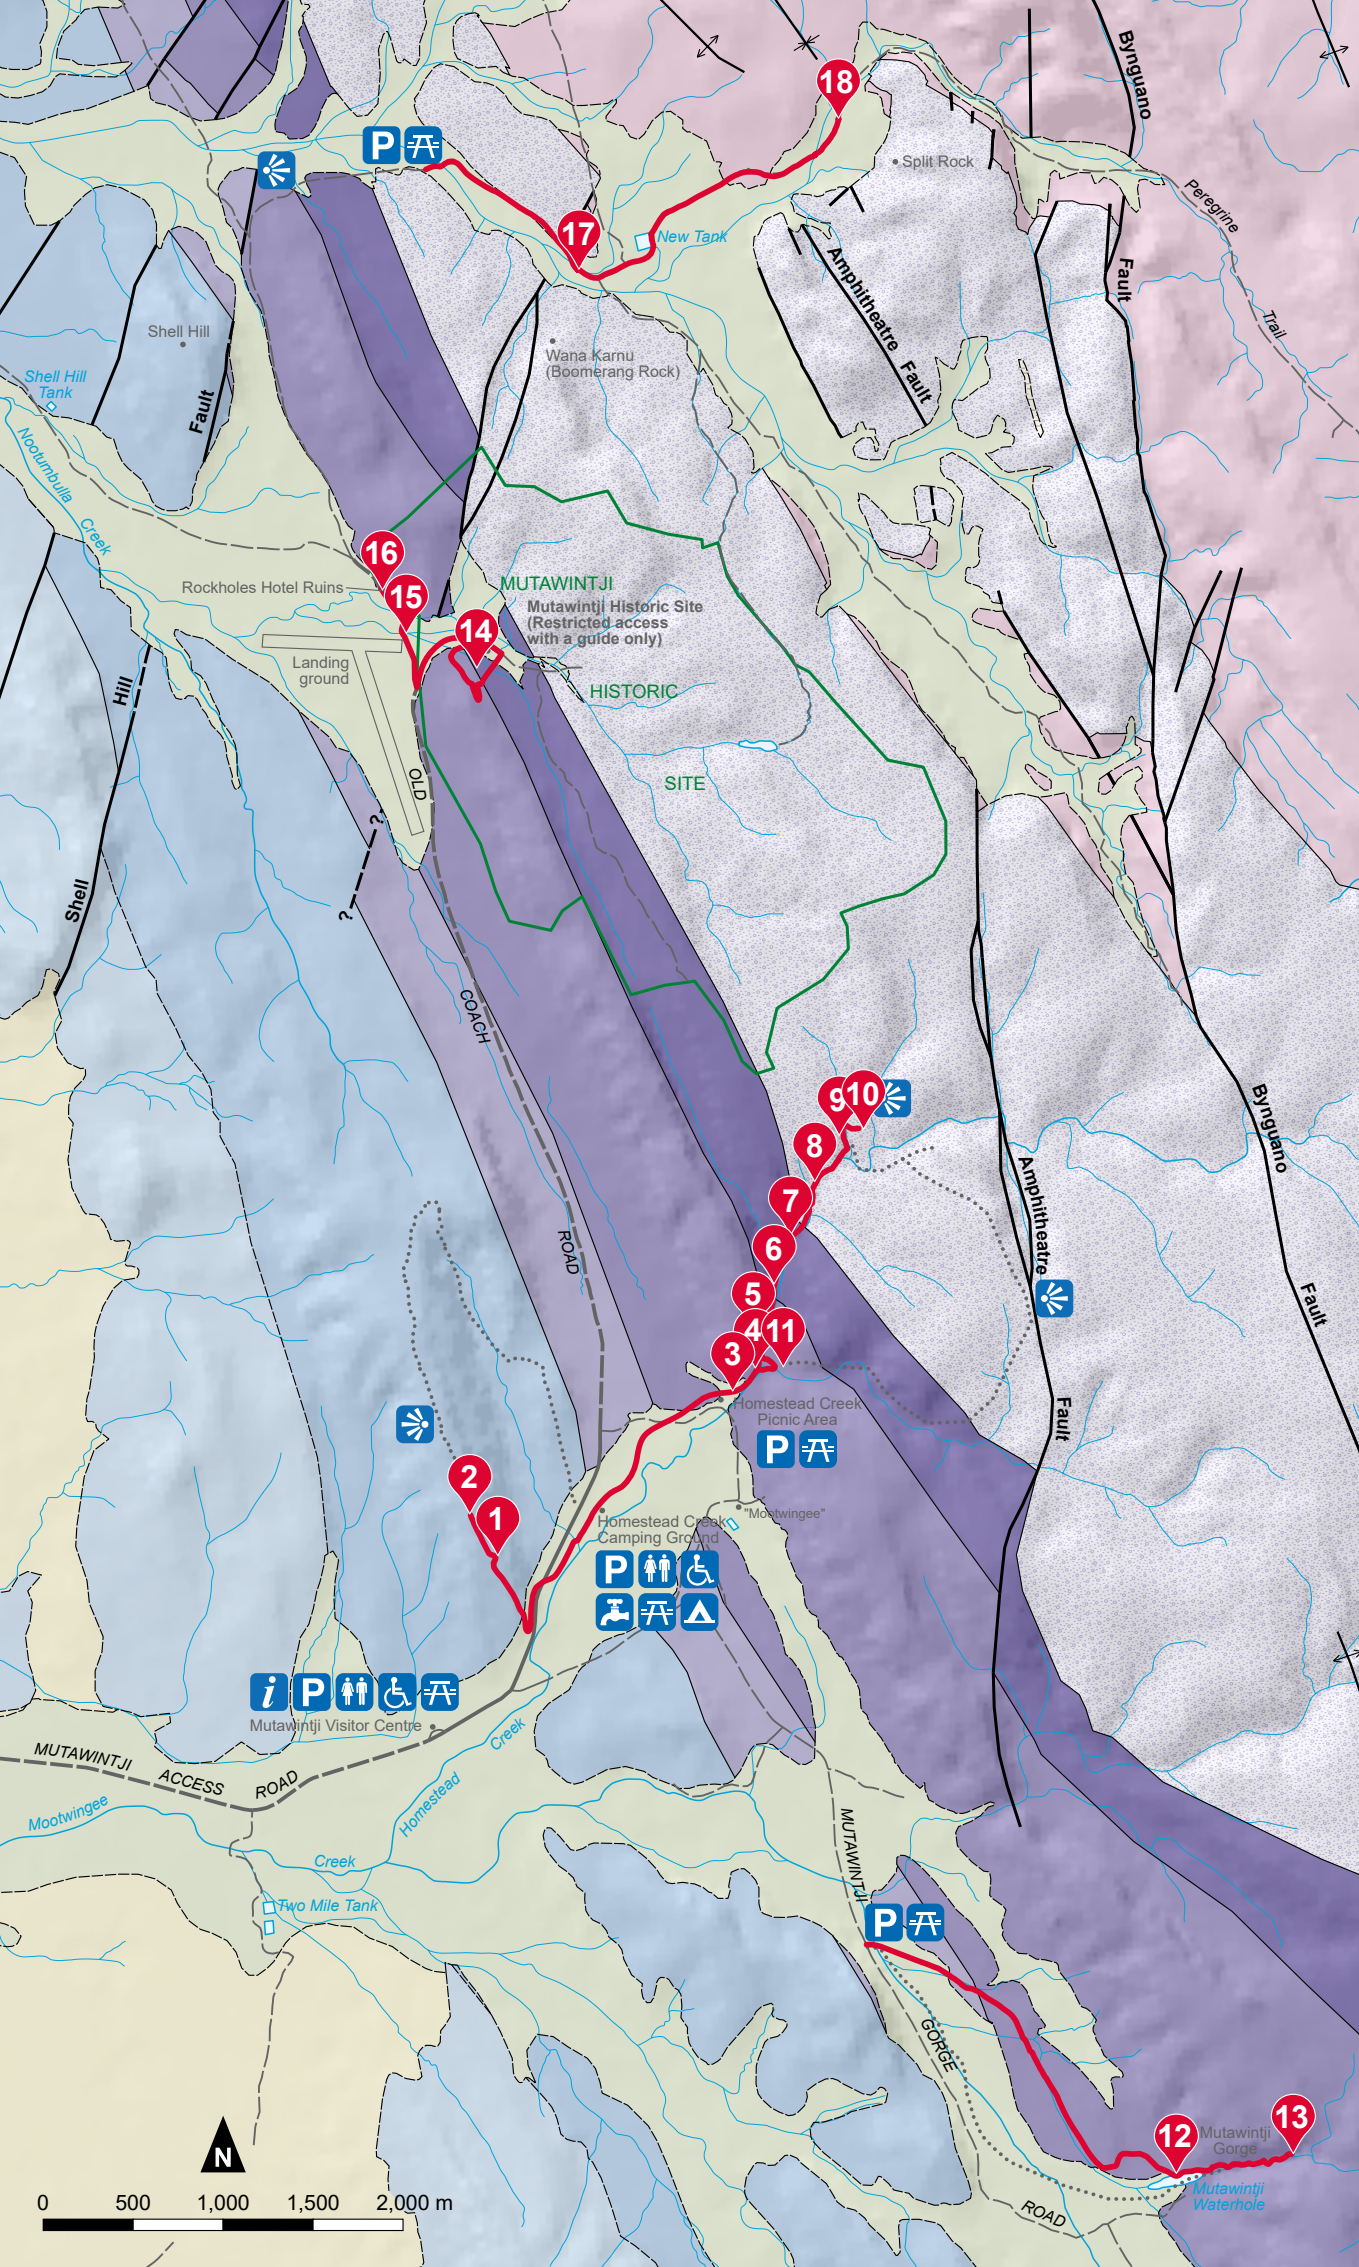 Bynguano
18
P
Split Rock
Peregrine
17
New Tank
Amphitheatre
Fault
Fault
Trail
Shell Hill
Wana Karnu
(Boomerang Rock)
Shell Hill
Tank
Fault
Nootumbulla
Creek
16
Rockholes Hotel Ruins
15
MUTAWINTJI
Mutawintji Historic Site
(Restricted access
with a guide only)
14
Landing
ground
HISTORIC
Hill
OLD
SITE
?
?
Shell
COACH
9
10
Bynguano
8
Amphitheatre
7
6
ROAD
5
Fault
4
11
3
Homestead Creek
Picnic Area
P
Fault
2
1
"Mootwingee"
Homestead Creek
Camping Ground
P
i P
Mutawintji Visitor Centre
Creek
MUTAWINTJI
ACCESS
ROAD
Homestead
Mootwingee
Creek
MUTAWINTJI
Two Mile Tank
P
GORGE
13
12
Mutawintji
Gorge
N
Mutawintji
Waterhole
ROAD
0 500 1,000 1,500 2,000 m